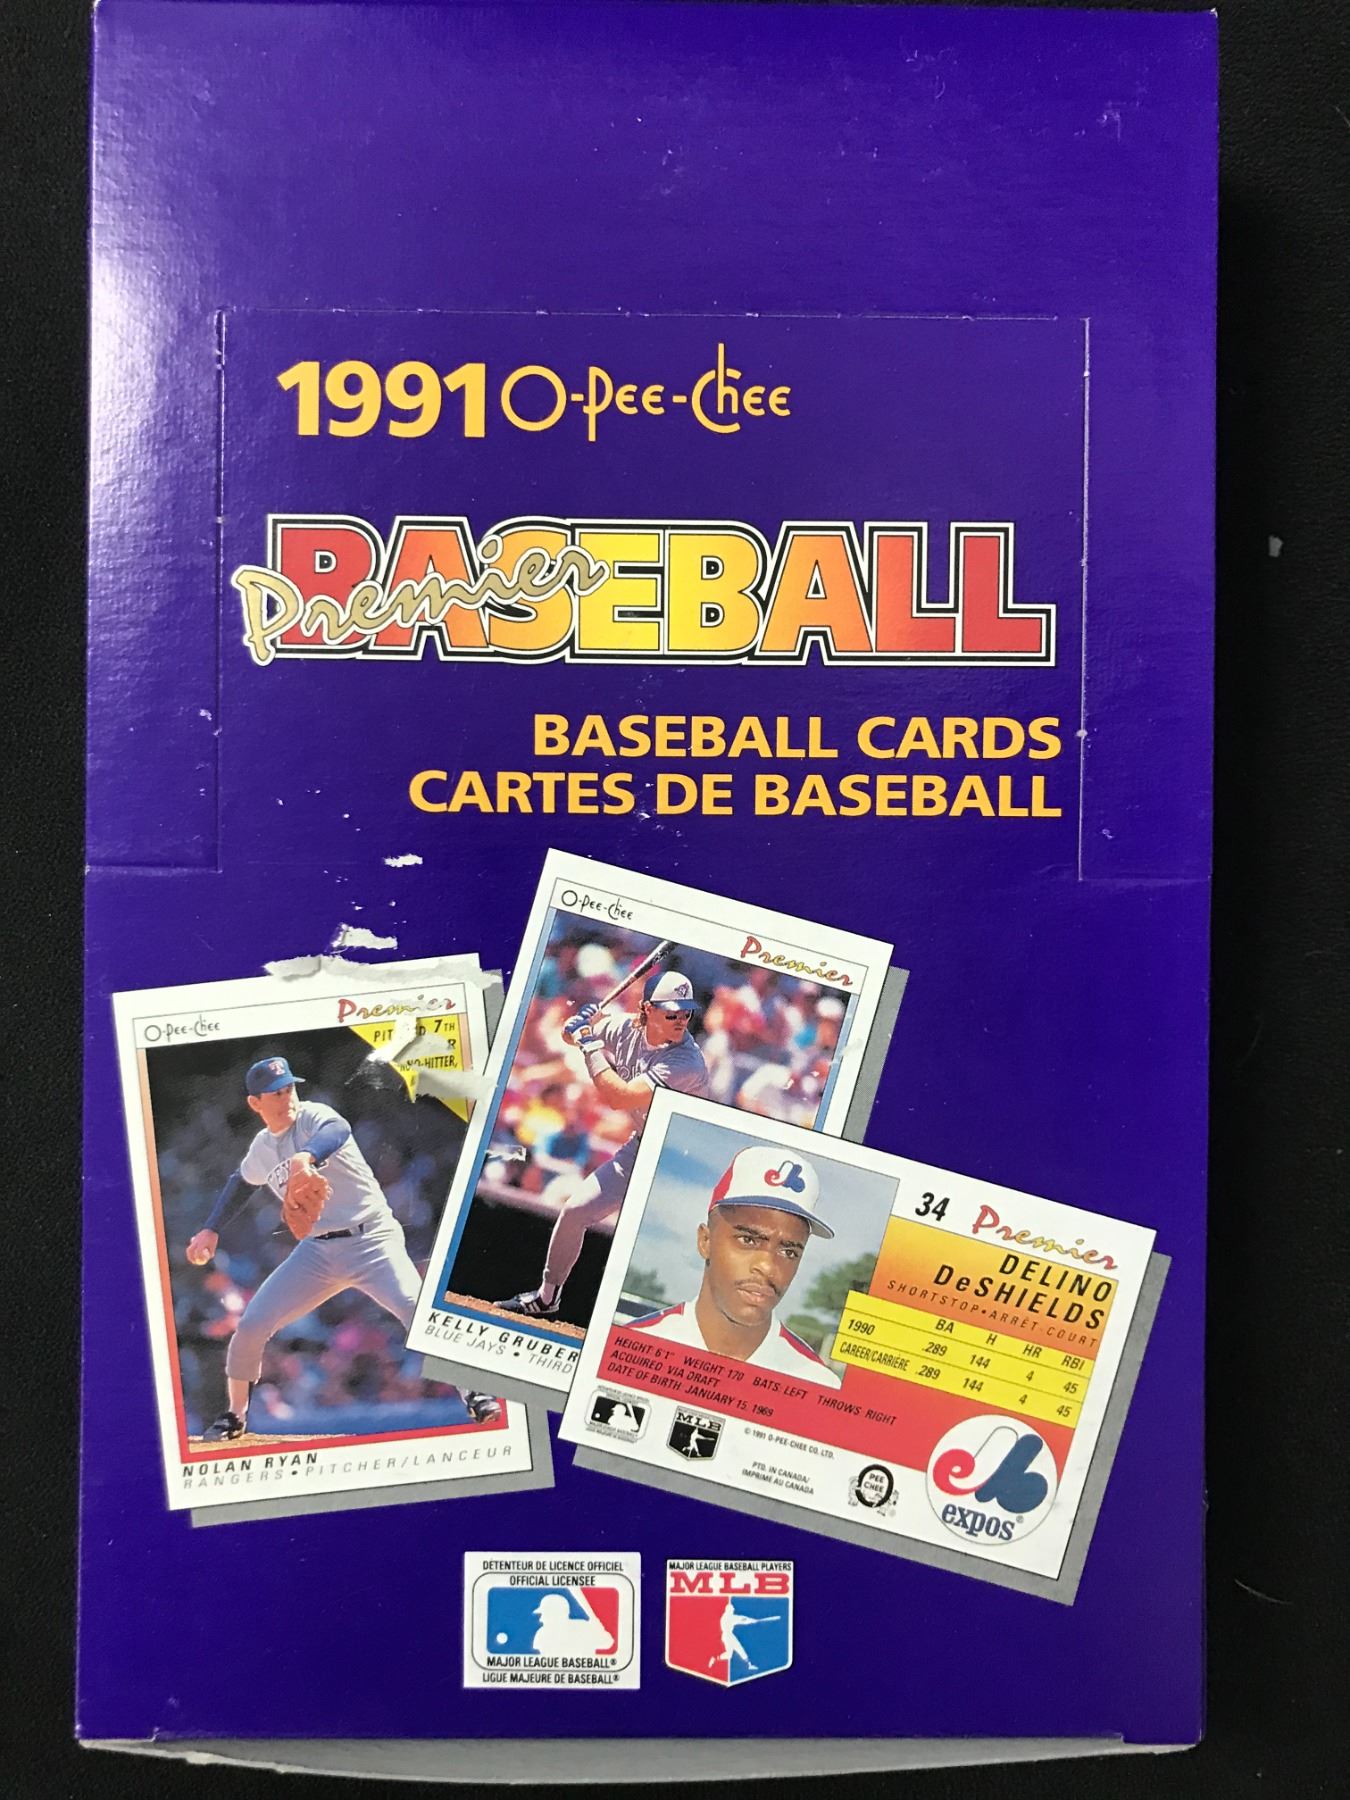 1991 O-Pee-Chee
Premier BASEBALL
BASEBALL CARDS
CARTES DE BASEBALL
O-Pee-Chee
Premier
7TH
NO-HITTER,
NOLAN RYAN
RANGERS • PITCHER/LANCEUR
O-Pee-Chee
Premier
KELLY GRUBER
BLUE JAYS • THIRD
34 Premier
DELINO
DeSHIELDS
SHORTSTOP • ARRÊT-COURT
BA H HR RBI
1990 .289 144 4 45
CAREER/CARRIÈRE .289 144 4 45
HEIGHT: 6'1" WEIGHT: 170 BATS: LEFT THROWS: RIGHT
ACQUIRED: VIA DRAFT
DATE OF BIRTH: JANUARY 15, 1969
MLB
© 1991 O-PEE-CHEE CO. LTD.
PTD. IN CANADA/
IMPRIMÉ AU CANADA
O
PEE
CHEE
eb
expos®
DÉTENTEUR DE LICENCE OFFICIEL
OFFICIAL LICENSEE
MAJOR LEAGUE BASEBALL®
LIGUE MAJEURE DE BASEBALL®
MAJOR LEAGUE BASEBALL PLAYERS
MLB